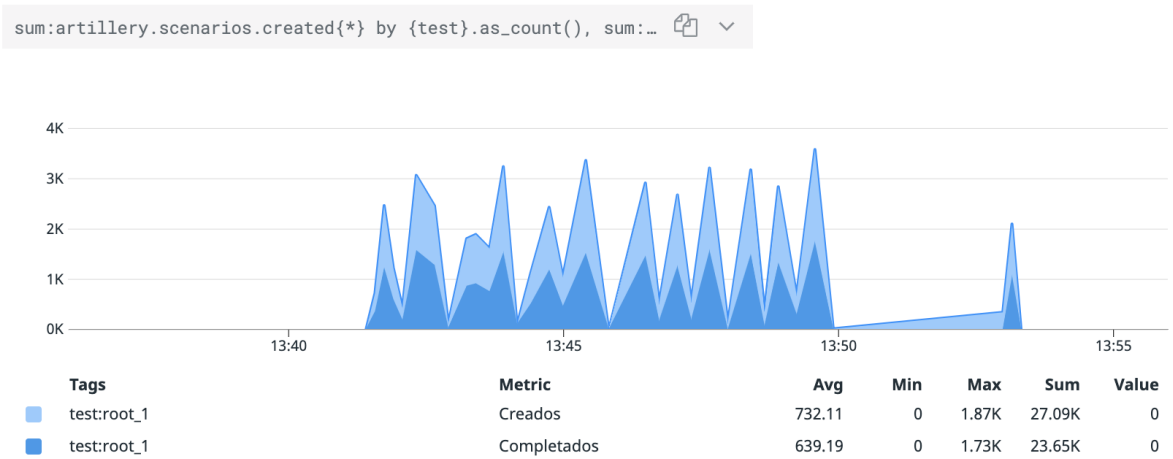 sum:artillery.scenarios.created{*} by {test}.as_count(), sum:…
4K
3K
2K
1K
0K
13:40 13:45 13:50 13:55
Tags Metric Avg Min Max Sum Value
test:root_1 Creados 732.11 0 1.87K 27.09K 0
test:root_1 Completados 639.19 0 1.73K 23.65K 0